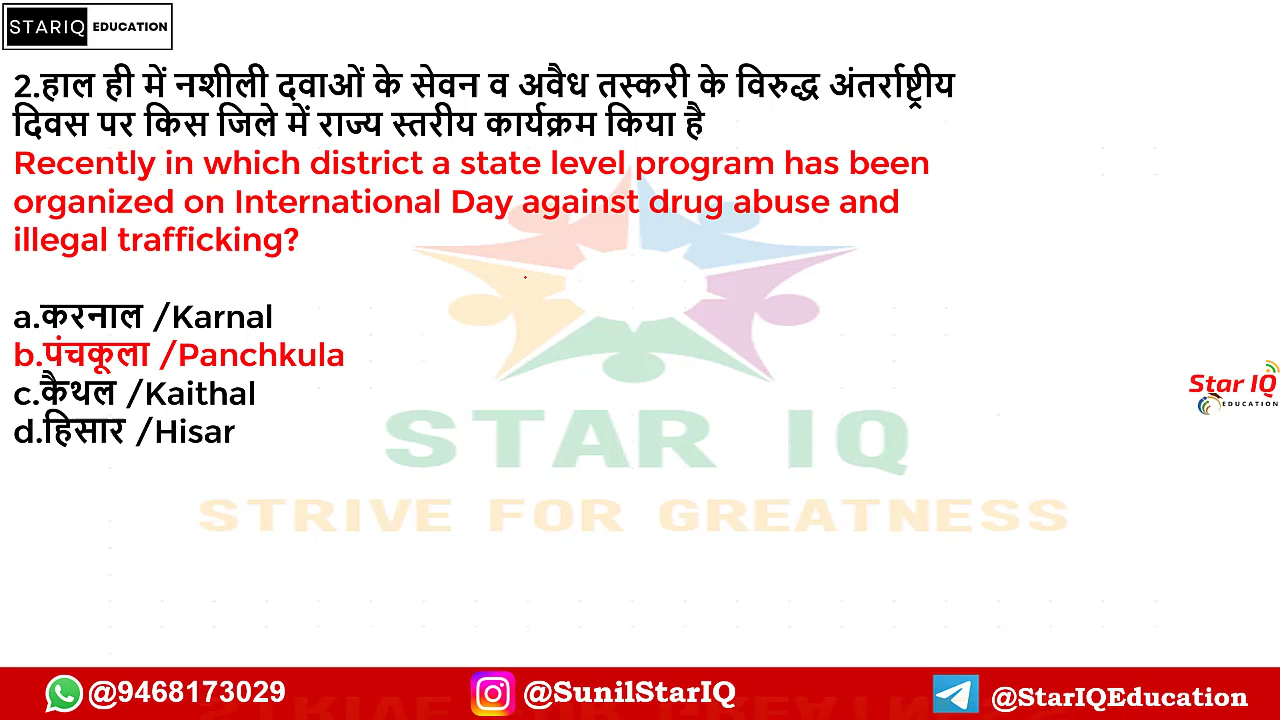 STARIQ EDUCATION
2.हाल ही में नशीली दवाओं के सेवन व अवैध तस्करी के विरुद्ध अंतर्राष्ट्रीय
दिवस पर किस जिले में राज्य स्तरीय कार्यक्रम किया है
Recently in which district a state level program has been
organized on International Day against drug abuse and
illegal trafficking?
a.करनाल /Karnal
b.पंचकूला /Panchkula
c.कैथल /Kaithal
d.हिसार /Hisar
Star IQ
EDUCATION
STAR IQ
STRIVE FOR GREATNESS
@9468173029 @SunilStarIQ @StarIQEducation